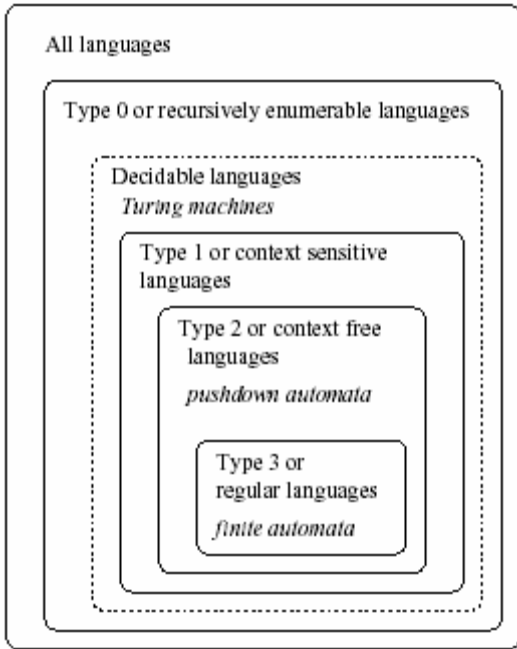 All languages
Type 0 or recursively enumerable languages
Decidable languages
Turing machines
Type 1 or context sensitive
languages
Type 2 or context free
languages
pushdown automata
Type 3 or
regular languages
finite automata